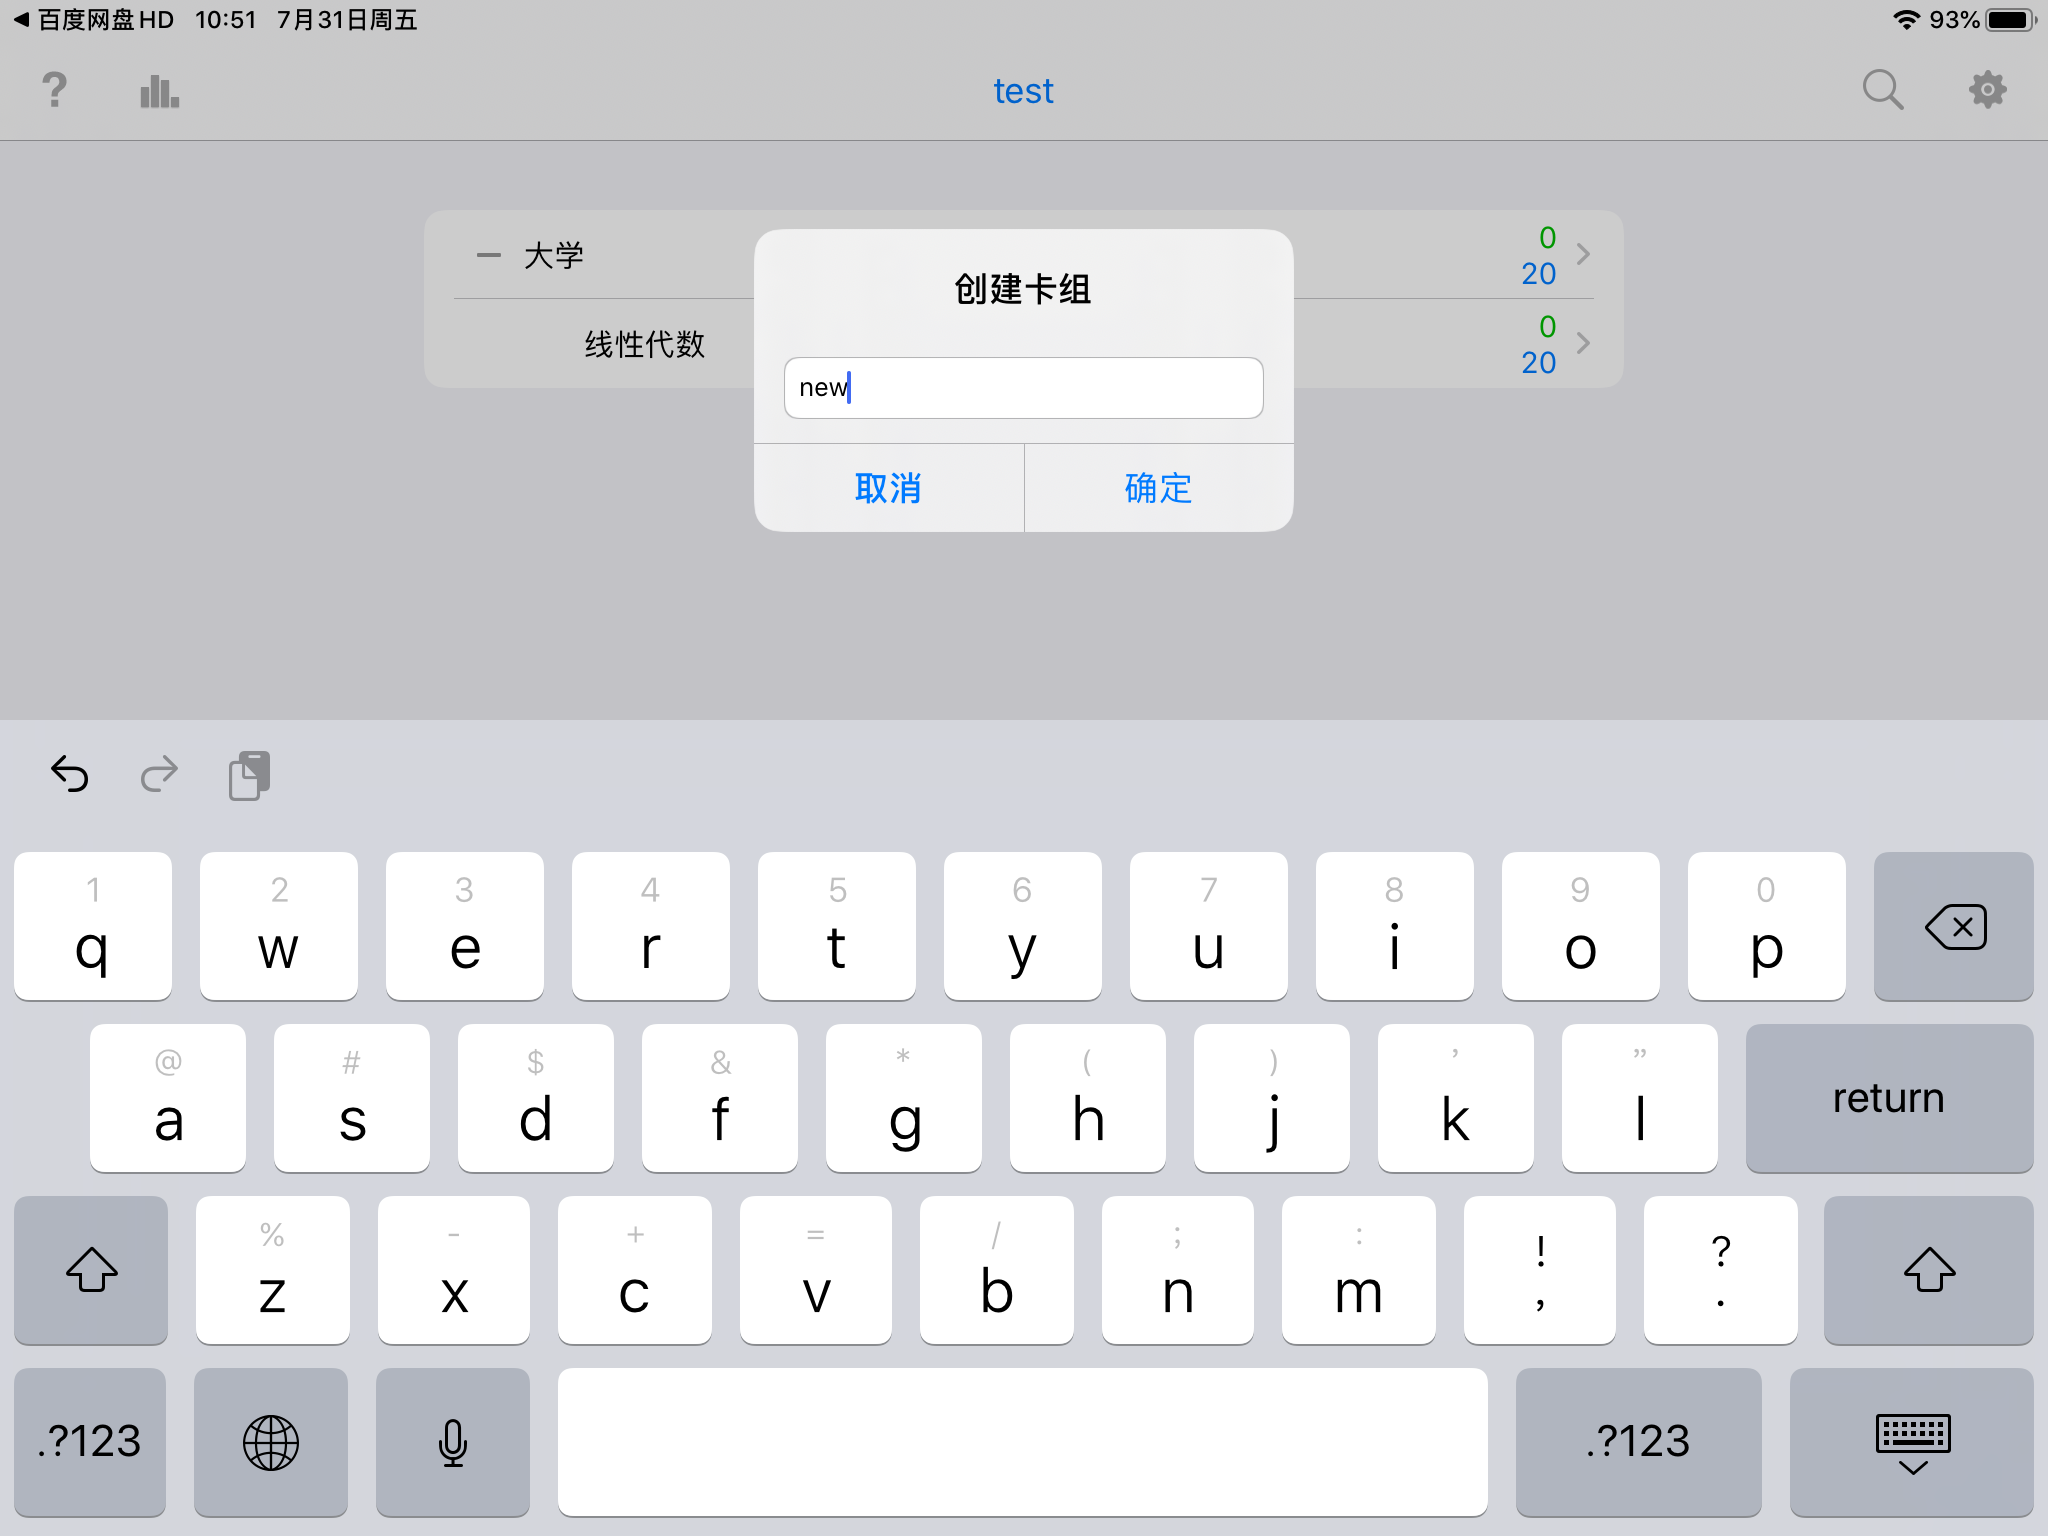 ◀ 百度网盘HD 10:51 7月31日周五 93%
? test
大学 0 20
线性代数 0 20
创建卡组
new
取消 确定
1 2 3 4 5 6 7 8 9 0
q w e r t y u i o p
@ # $ & * ( ) ’ ”
a s d f g h j k l return
% - + = / ; : ! ?
z x c v b n m , .
.?123 .?123